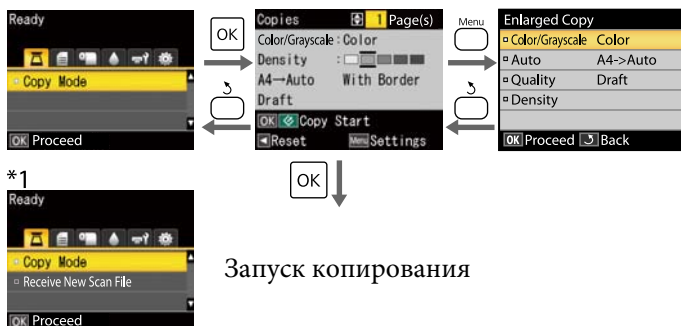 Ready
Copy Mode
OK Proceed
OK
Copies 1 Page(s)
Color/Grayscale : Color
Density :
A4→Auto With Border
Draft
OK Copy Start
Reset Menu Settings
Menu
Enlarged Copy
Color/Grayscale Color
Auto A4->Auto
Quality Draft
Density
OK Proceed Back
*1
Ready
Copy Mode
Receive New Scan File
OK Proceed
OK
Запуск копирования